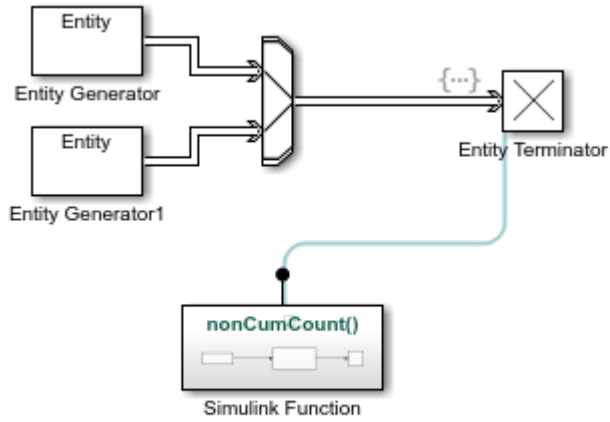 Entity
Entity Generator
Entity
Entity Generator1
{...}
Entity Terminator
nonCumCount()
Simulink Function